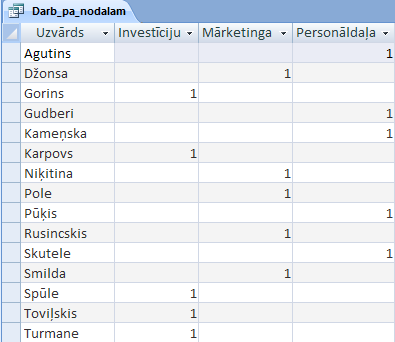 Darb_pa_nodalam
Uzvārds Investīciju Mārketinga Personāldaļa
Agutins 1
Džonsa 1
Gorins 1
Gudberi 1
Kameņska 1
Karpovs 1
Ņikitina 1
Pole 1
Pūķis 1
Rusincskis 1
Skutele 1
Smilda 1
Spūle 1
Toviļskis 1
Turmane 1